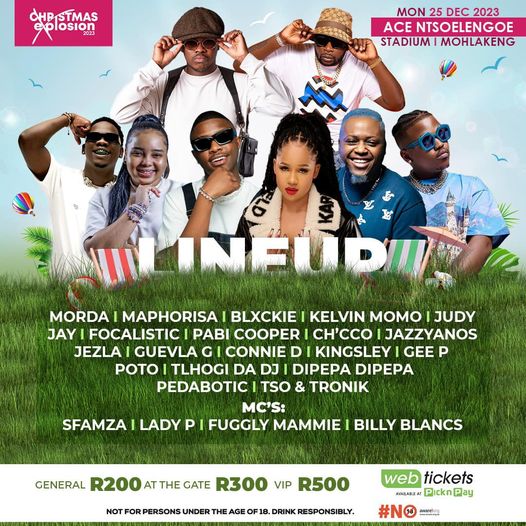 CHRISTMAS
explosion
2023
MON 25 DEC 2023
ACE NTSOELENGOE
STADIUM | MOHLAKENG
LINEUP
MORDA | MAPHORISA | BLXCKIE | KELVIN MOMO | JUDY
JAY | FOCALISTIC | PABI COOPER | CH'CCO | JAZZYANOS
JEZLA | GUEVLA G | CONNIE D | KINGSLEY | GEE P
POTO | TLHOGI DA DJ | DIPEPA DIPEPA
PEDABOTIC | TSO & TRONIK
MC'S:
SFAMZA | LADY P | FUGGLY MAMMIE | BILLY BLANCS
GENERAL R200 AT THE GATE R300 VIP R500
webtickets
AVAILABLE AT Pick n Pay
NOT FOR PERSONS UNDER THE AGE OF 18. DRINK RESPONSIBLY.
#NO 18